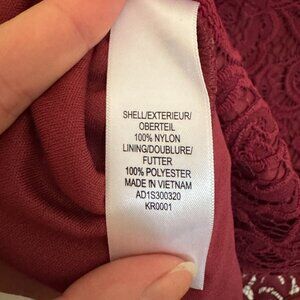 SHELL/EXTERIEUR/
OBERTEIL
100% NYLON
LINING/DOUBLURE/
FUTTER
100% POLYESTER
MADE IN VIETNAM
AD1S300320
KR0001